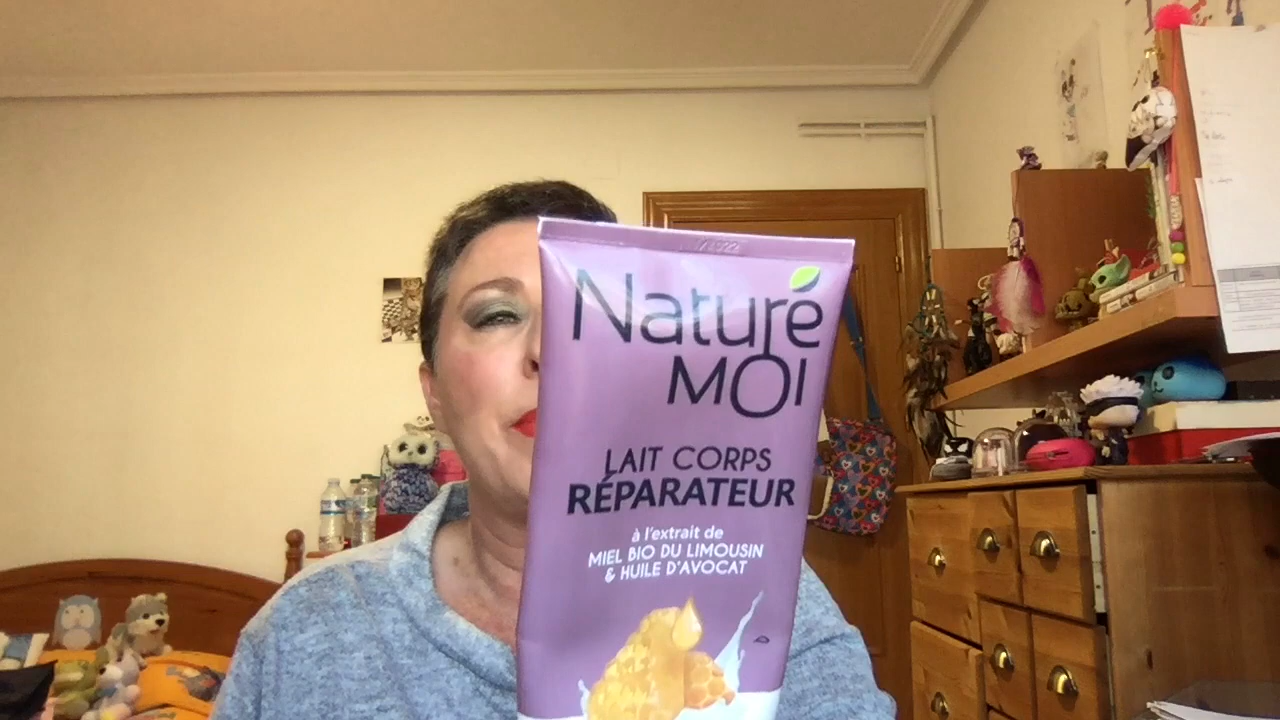 Naturé
MOI
LAIT CORPS
RÉPARATEUR
à l'extrait de
MIEL BIO DU LIMOUSIN
& HUILE D'AVOCAT